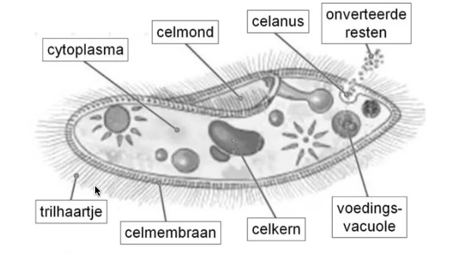 celanus
onverteerde
resten
celmond
cytoplasma
trilhaartje
celmembraan
celkern
voedings-
vacuole